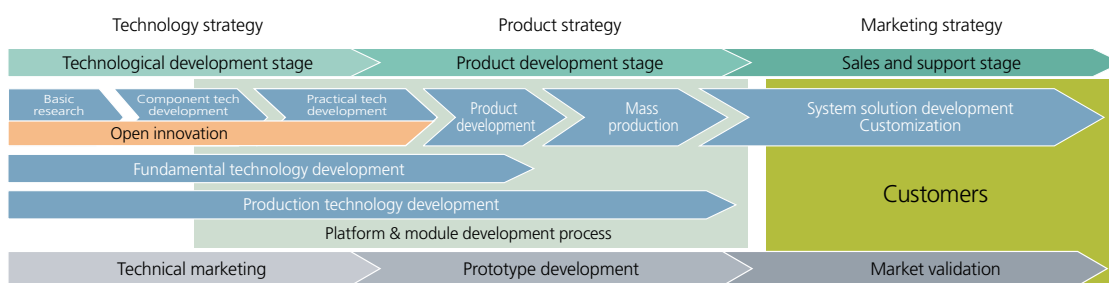 Technology strategy
Product strategy
Marketing strategy
Technological development stage
Product development stage
Sales and support stage
Basic
research
Component tech
development
Practical tech
development
Product
development
Mass
production
System solution development
Customization
Open innovation
Fundamental technology development
Production technology development
Customers
Platform & module development process
Technical marketing
Prototype development
Market validation